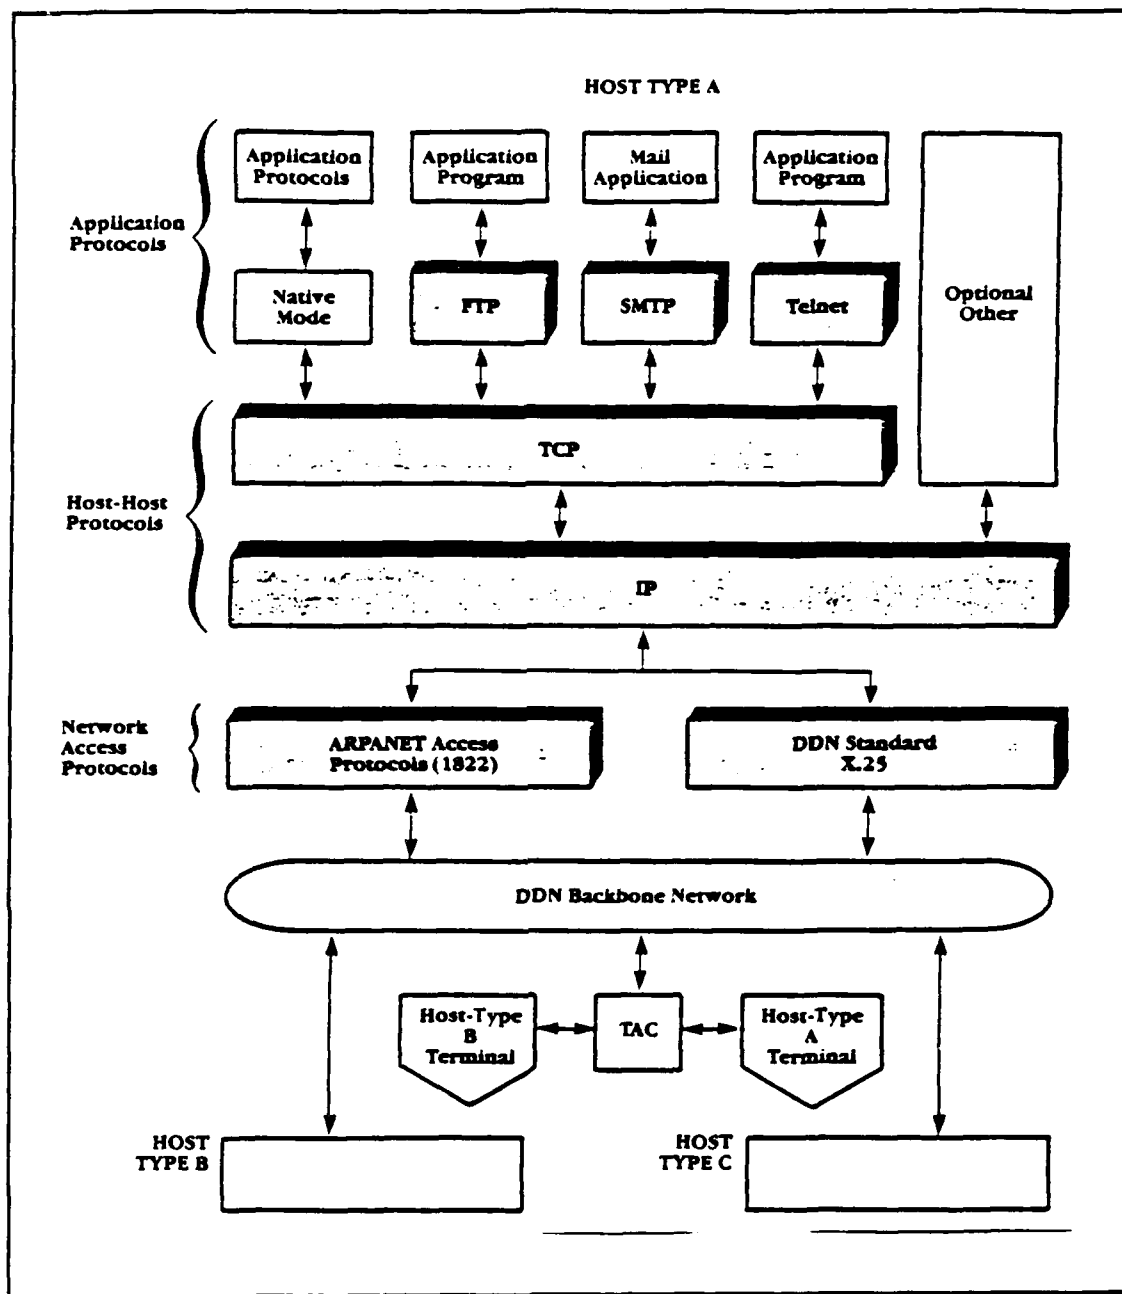 HOST TYPE A
Application
Protocols
Application
Program
Mail
Application
Application
Program
Application
Protocols
Native
Mode
FTP
SMTP
Telnet
Optional
Other
TCP
Host-Host
Protocols
IP
Network
Access
Protocols
ARPANET Access
Protocols (1822)
DDN Standard
X.25
DDN Backbone Network
Host-Type
B
Terminal
TAC
Host-Type
A
Terminal
HOST
TYPE B
HOST
TYPE C